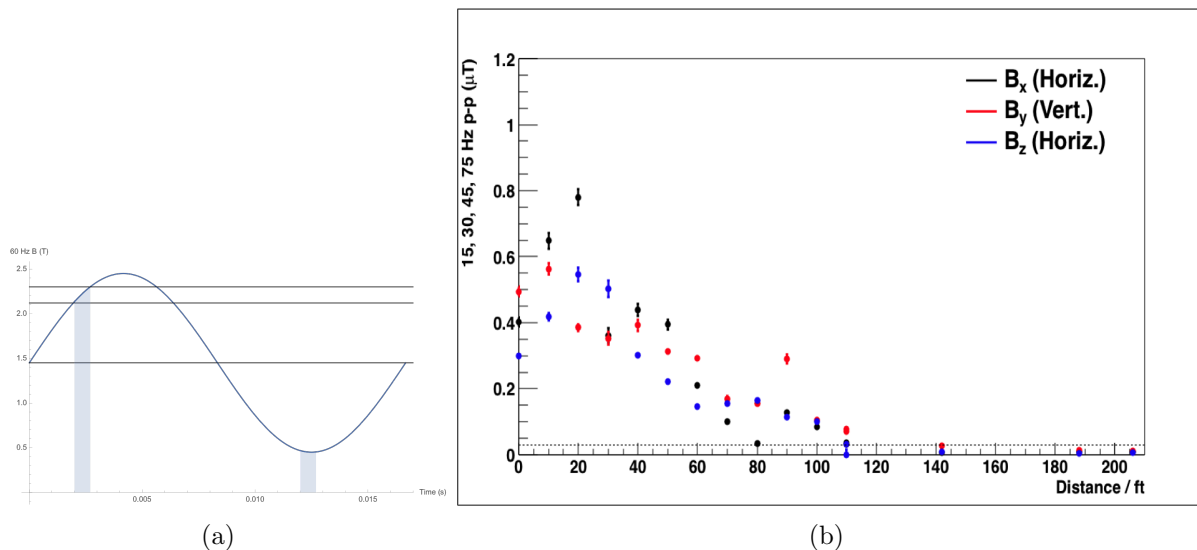 60 Hz B (T)
2.5
2.0
1.5
1.0
0.5
0.005
0.010
0.015
Time (s)
(a)
15, 30, 45, 75 Hz p-p (μT)
1.2
1
0.8
0.6
0.4
0.2
0
0 20 40 60 80 100 120 140 160 180 200
Distance / ft
Bx (Horiz.)
By (Vert.)
Bz (Horiz.)
(b)